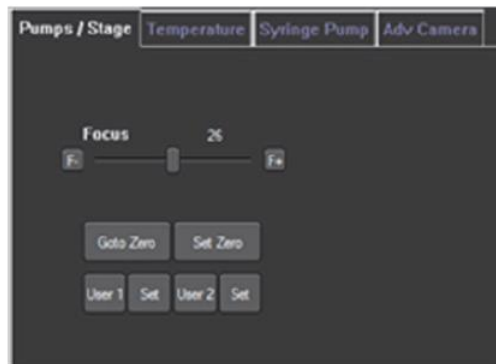 Pumps / Stage Temperature Syringe Pump Adv Camera
Focus 26
F- F+
Goto Zero Set Zero
User 1 Set User 2 Set